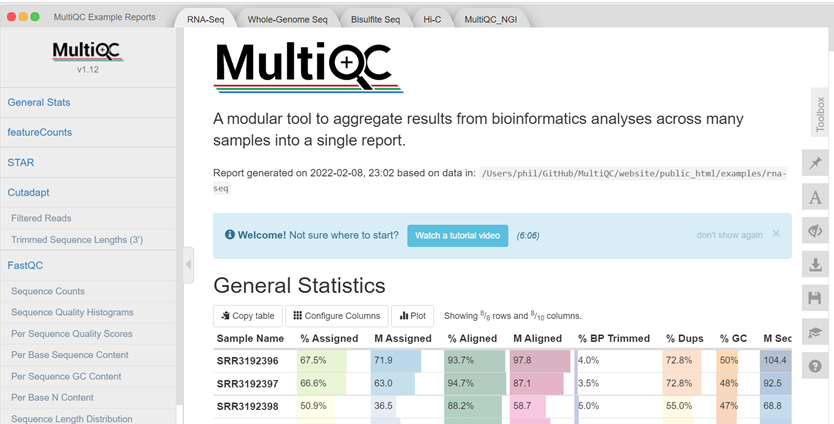 MultiQC Example Reports
RNA-Seq
Whole-Genome Seq
Bisulfite Seq
Hi-C
MultiQC_NGI
MultiQC
v1.12
General Stats
featureCounts
STAR
Cutadapt
Filtered Reads
Trimmed Sequence Lengths (3')
FastQC
Sequence Counts
Sequence Quality Histograms
Per Sequence Quality Scores
Per Base Sequence Content
Per Sequence GC Content
Per Base N Content
Sequence Length Distribution
MultiQC
A modular tool to aggregate results from bioinformatics analyses across many
samples into a single report.
Report generated on 2022-02-08, 23:02 based on data in: /Users/phil/GitHub/MultiQC/website/public_html/examples/rna-
seq
Welcome! Not sure where to start? Watch a tutorial video (6:06) don't show again ×
General Statistics
Copy table Configure Columns Plot Showing 8/8 rows and 8/10 columns.
Sample Name % Assigned M Assigned % Aligned M Aligned % BP Trimmed % Dups % GC M Sec
SRR3192396 67.5% 71.9 93.7% 97.8 4.0% 72.8% 50% 104.4
SRR3192397 66.6% 63.0 94.7% 87.1 3.5% 72.8% 48% 92.5
SRR3192398 50.9% 36.5 88.2% 58.7 5.0% 55.0% 47% 68.8
Toolbox
A